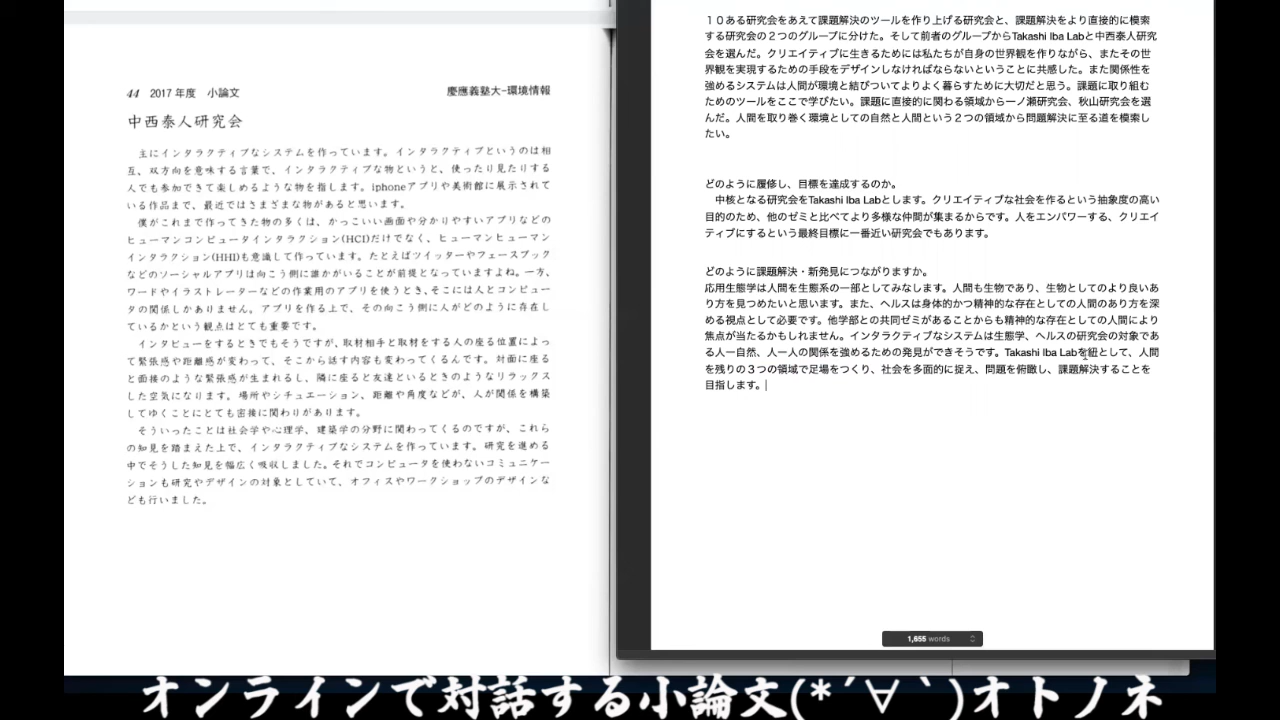 44 2017年度 小論文
慶應義塾大-環境情報
中西泰人研究会
主にインタラクティブなシステムを作っています。インタラクティブというのは相
互、双方向を意味する言葉で、インタラクティブな物というと、使ったり見たりする
人でも参加できて楽しめるような物を指します。iphoneアプリや美術館に展示されて
いる作品まで、最近ではさまざまな物があると思います。
僕がこれまで作ってきた物の多くは、かっこいい画面や分かりやすいアプリなどの
ヒューマンコンピュータインタラクション(HCI)だけでなく、ヒューマンヒューマン
インタラクション(HHI)も意識して作っています。たとえばツイッターやフェースブック
などのソーシャルアプリは向こう側に誰かがいることが前提となっていますよね。一方、
ワードやイラストレーターなどの作業用のアプリを使うとき、そこには人とコンピュー
タの関係しかありません。アプリを作る上で、その向こう側に人がどのように存在し
ているかという観点はとても重要です。
インタビューをするときでもそうですが、取材相手と取材をする人の座る位置によっ
て緊張感や距離感が変わって、そこから話す内容も変わってくるんです。対面に座る
と面接のような緊張感が生まれるし、隣に座ると友達といるときのようなリラックス
した空気になります。場所やシチュエーション、距離や角度などが、人が関係を構築
してゆくことにとても密接に関わりがあります。
そういったことは社会学や心理学、建築学の分野に関わってくるのですが、これら
の知見を踏まえた上で、インタラクティブなシステムを作っています。研究を進める
中でそうした知見を幅広く吸収しました。それでコンピュータを使わないコミュニケー
ションも研究やデザインの対象としていて、オフィスやワークショップのデザインな
ども行いました。
１０ある研究会をあえて課題解決のツールを作り上げる研究会と、課題解決をより直接的に模索
する研究会の２つのグループに分けた。そして前者のグループからTakashi Iba Labと中西泰人研究
会を選んだ。クリエイティブに生きるためには私たちが自身の世界観を作りながら、またその世
界観を実現するための手段をデザインしなければならないということに共感した。また関係性を
強めるシステムは人間が環境と結びついてよりよく暮らすために大切だと思う。課題に取り組む
ためのツールをここで学びたい。課題に直接的に関わる領域から一ノ瀬研究会、秋山研究会を選
んだ。人間を取り巻く環境としての自然と人間という２つの領域から問題解決に至る道を模索し
たい。
どのように履修し、目標を達成するのか。
中核となる研究会をTakashi Iba Labとします。クリエイティブな社会を作るという抽象度の高い
目的のため、他のゼミと比べてより多様な仲間が集まるからです。人をエンパワーする、クリエイ
ティブにするという最終目標に一番近い研究会でもあります。
どのように課題解決・新発見につながりますか。
応用生態学は人間を生態系の一部としてみなします。人間も生物であり、生物としてのより良いあ
り方を見つめたいと思います。また、ヘルスは身体的かつ精神的な存在としての人間のあり方を深
める視点として必要です。他学部との共同ゼミがあることからも精神的な存在としての人間により
焦点が当たるかもしれません。インタラクティブなシステムは生態学、ヘルスの研究会の対象であ
る人ー自然、人ー人の関係を強めるための発見ができそうです。Takashi Iba Labを紐として、人間
を残りの３つの領域で足場をつくり、社会を多面的に捉え、問題を俯瞰し、課題解決することを
目指します。
1,655 words
オンラインで対話する小論文(*´∀｀)オトノネ